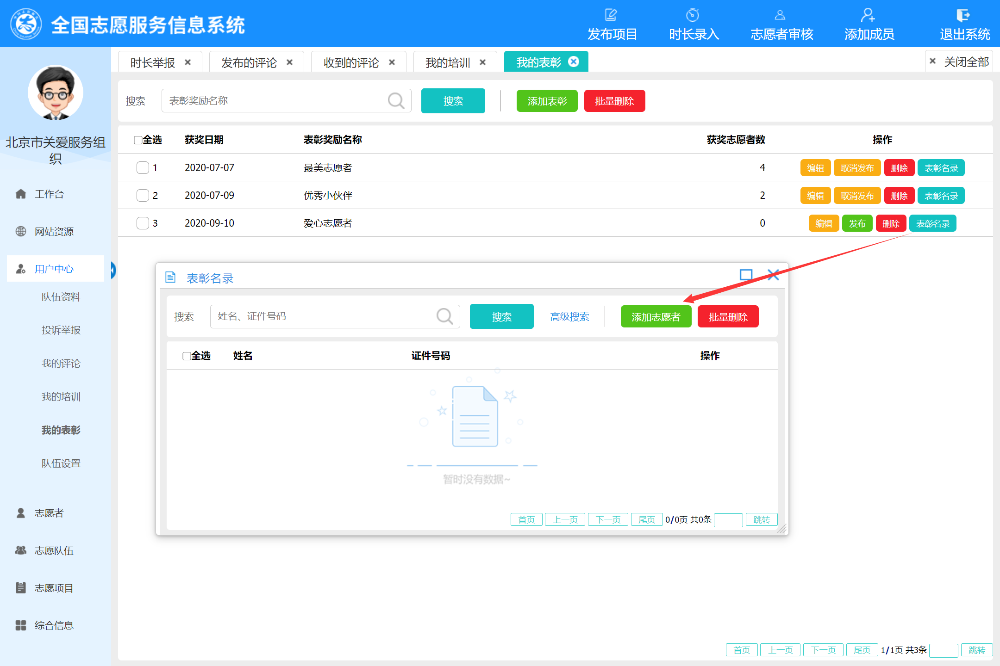 全国志愿服务信息系统
发布项目 时长录入 志愿者审核 添加成员 退出系统
时长举报 发布的评论 收到的评论 我的培训 我的表彰 关闭全部
北京市关爱服务组
织
工作台
网站资源
用户中心
队伍资料
投诉举报
我的评论
我的培训
我的表彰
队伍设置
志愿者
志愿队伍
志愿项目
综合信息
搜索 表彰奖励名称 搜索 添加表彰 批量删除
全选 获奖日期 表彰奖励名称 获奖志愿者数 操作
1 2020-07-07 最美志愿者 4 编辑 取消发布 删除 表彰名录
2 2020-07-09 优秀小伙伴 2 编辑 取消发布 删除 表彰名录
3 2020-09-10 爱心志愿者 0 编辑 发布 删除 表彰名录
表彰名录
搜索 姓名、证件号码 搜索 高级搜索 添加志愿者 批量删除
全选 姓名 证件号码 操作
暂时没有数据~
首页 上一页 下一页 尾页 0/0页 共0条 跳转
首页 上一页 下一页 尾页 1/1页 共3条 跳转